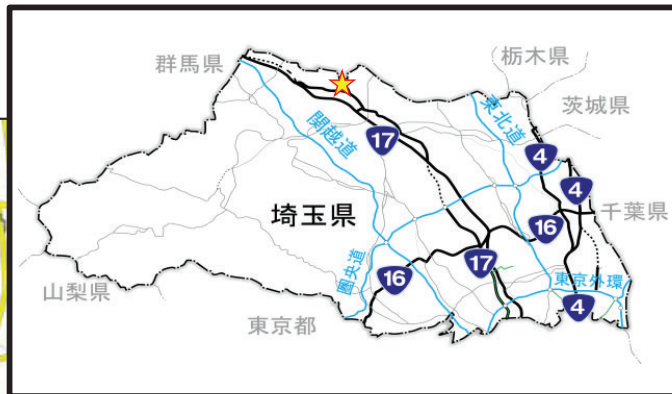 群馬県
栃木県
茨城県
東北道
関越道
17
4
4
千葉県
埼玉県
16
圏央道
16
17
東京外環
山梨県
東京都
4